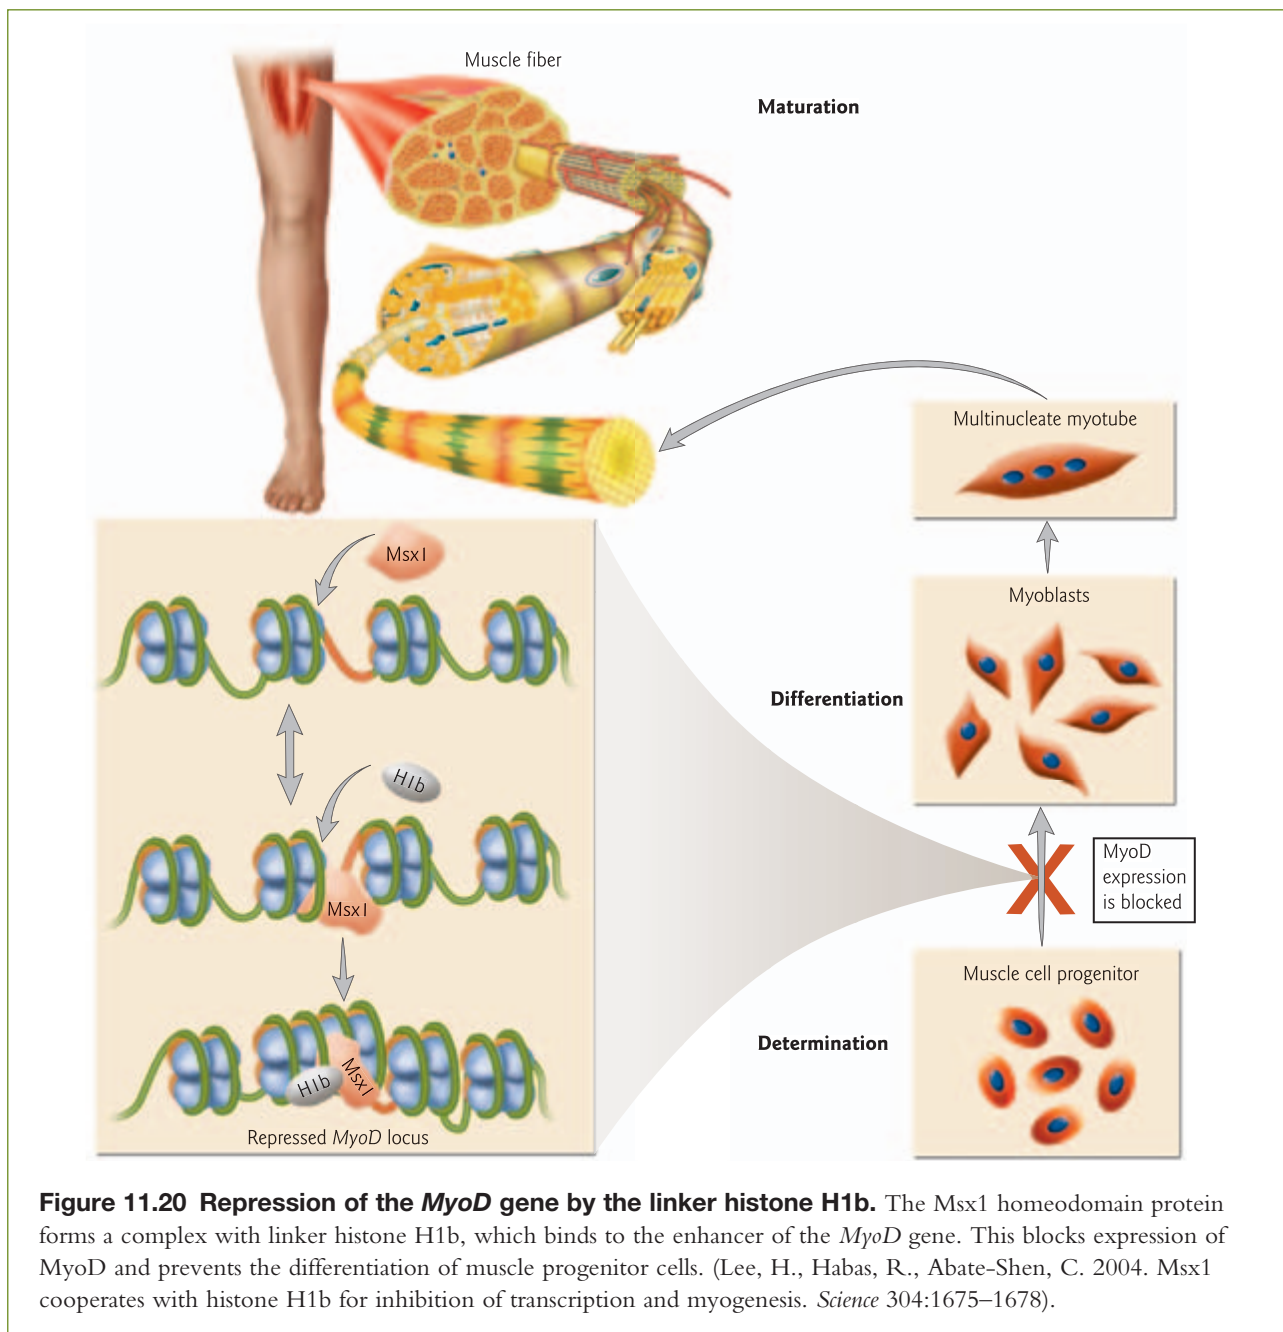 Muscle fiber
Maturation
Multinucleate myotube
Msx1
Myoblasts
Differentiation
H1b
Msx1
MyoD
expression
is blocked
Muscle cell progenitor
Determination
H1b
Msx1
Repressed MyoD locus
Figure 11.20 Repression of the MyoD gene by the linker histone H1b. The Msx1 homeodomain protein
forms a complex with linker histone H1b, which binds to the enhancer of the MyoD gene. This blocks expression of
MyoD and prevents the differentiation of muscle progenitor cells. (Lee, H., Habas, R., Abate-Shen, C. 2004. Msx1
cooperates with histone H1b for inhibition of transcription and myogenesis. Science 304:1675–1678).